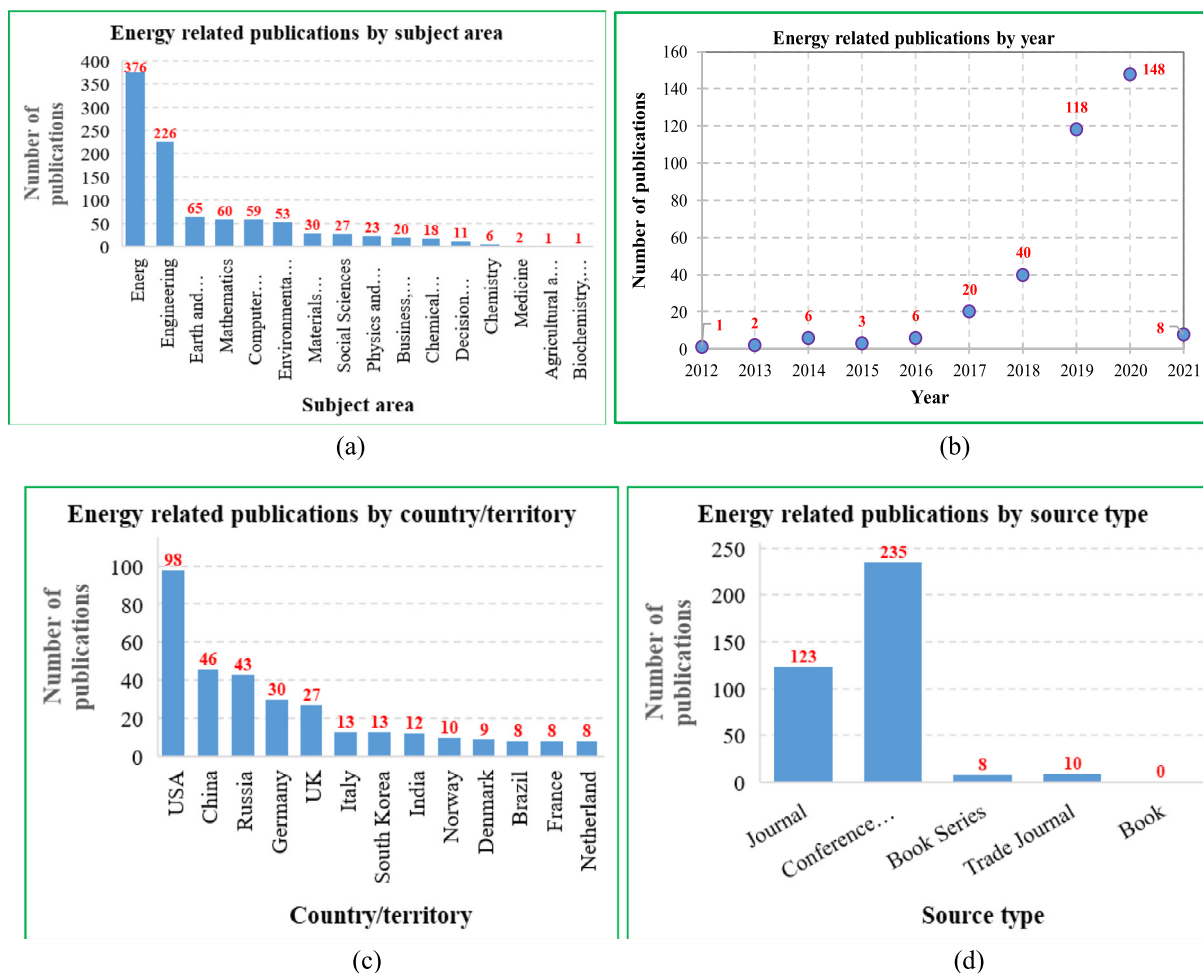 Energy related publications by subject area
Number of
publications
400
350
300
250
200
150
100
50
0
376
226
65
60
59
53
30
27
23
20
18
11
6
2
1
1
Energ
Engineering
Earth and…
Mathematics
Computer…
Environmenta…
Materials…
Social Sciences
Physics and…
Business,…
Chemical…
Decision…
Chemistry
Medicine
Agricultural a…
Biochemistry,…
Subject area
(a)
Energy related publications by year
Number of publications
160
140
120
100
80
60
40
20
0
1
2
6
3
6
20
40
118
148
8
2012 2013 2014 2015 2016 2017 2018 2019 2020 2021
Year
(b)
Energy related publications by country/territory
Number of
publications
100
80
60
40
20
0
98
46
43
30
27
13
13
12
10
9
8
8
8
USA
China
Russia
Germany
UK
Italy
South Korea
India
Norway
Denmark
Brazil
France
Netherland
Country/territory
(c)
Energy related publications by source type
Number of
publications
250
200
150
100
50
0
123
235
8
10
0
Journal
Conference…
Book Series
Trade Journal
Book
Source type
(d)